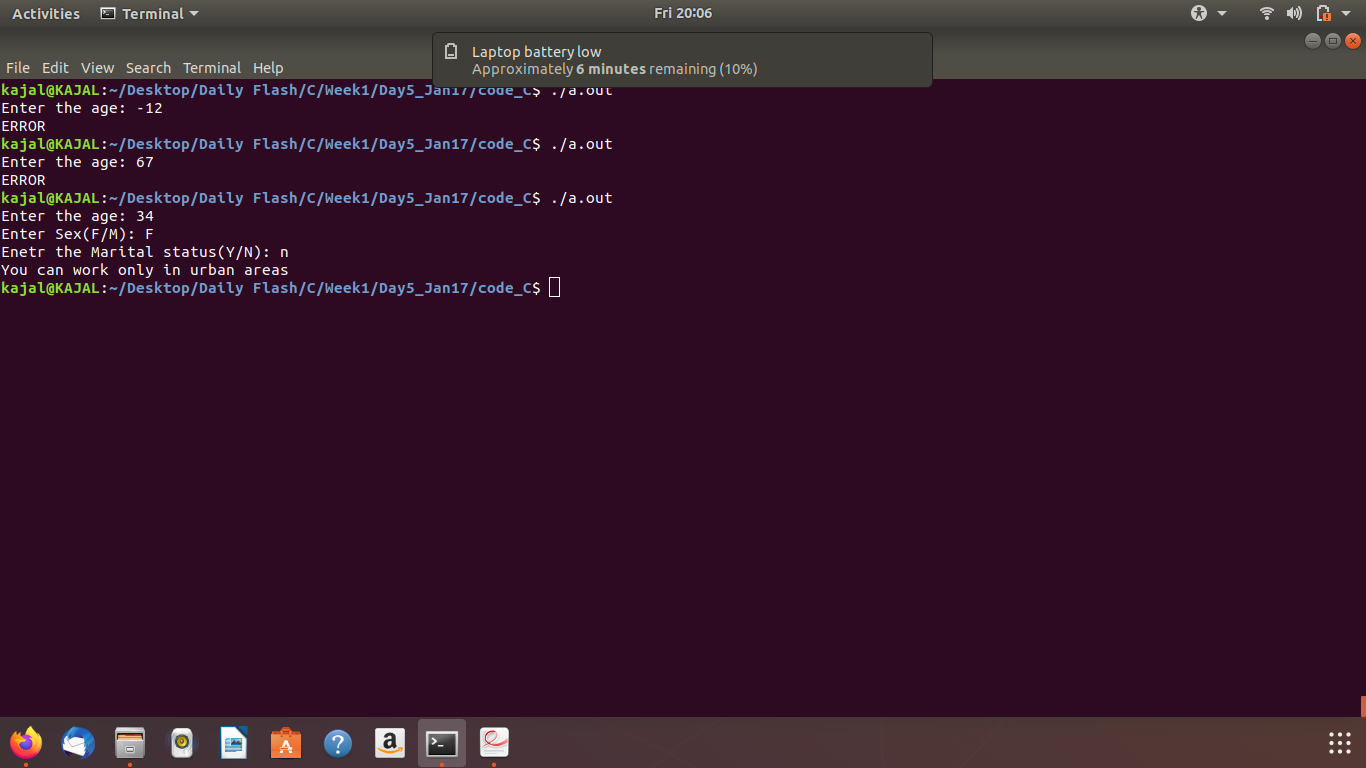 Activities Terminal Fri 20:06
Laptop battery low
Approximately 6 minutes remaining (10%)
File Edit View Search Terminal Help
kajal@KAJAL:~/Desktop/Daily Flash/C/Week1/Day5_Jan17/code_C$ ./a.out
Enter the age: -12
ERROR
kajal@KAJAL:~/Desktop/Daily Flash/C/Week1/Day5_Jan17/code_C$ ./a.out
Enter the age: 67
ERROR
kajal@KAJAL:~/Desktop/Daily Flash/C/Week1/Day5_Jan17/code_C$ ./a.out
Enter the age: 34
Enter Sex(F/M): F
Enetr the Marital status(Y/N): n
You can work only in urban areas
kajal@KAJAL:~/Desktop/Daily Flash/C/Week1/Day5_Jan17/code_C$